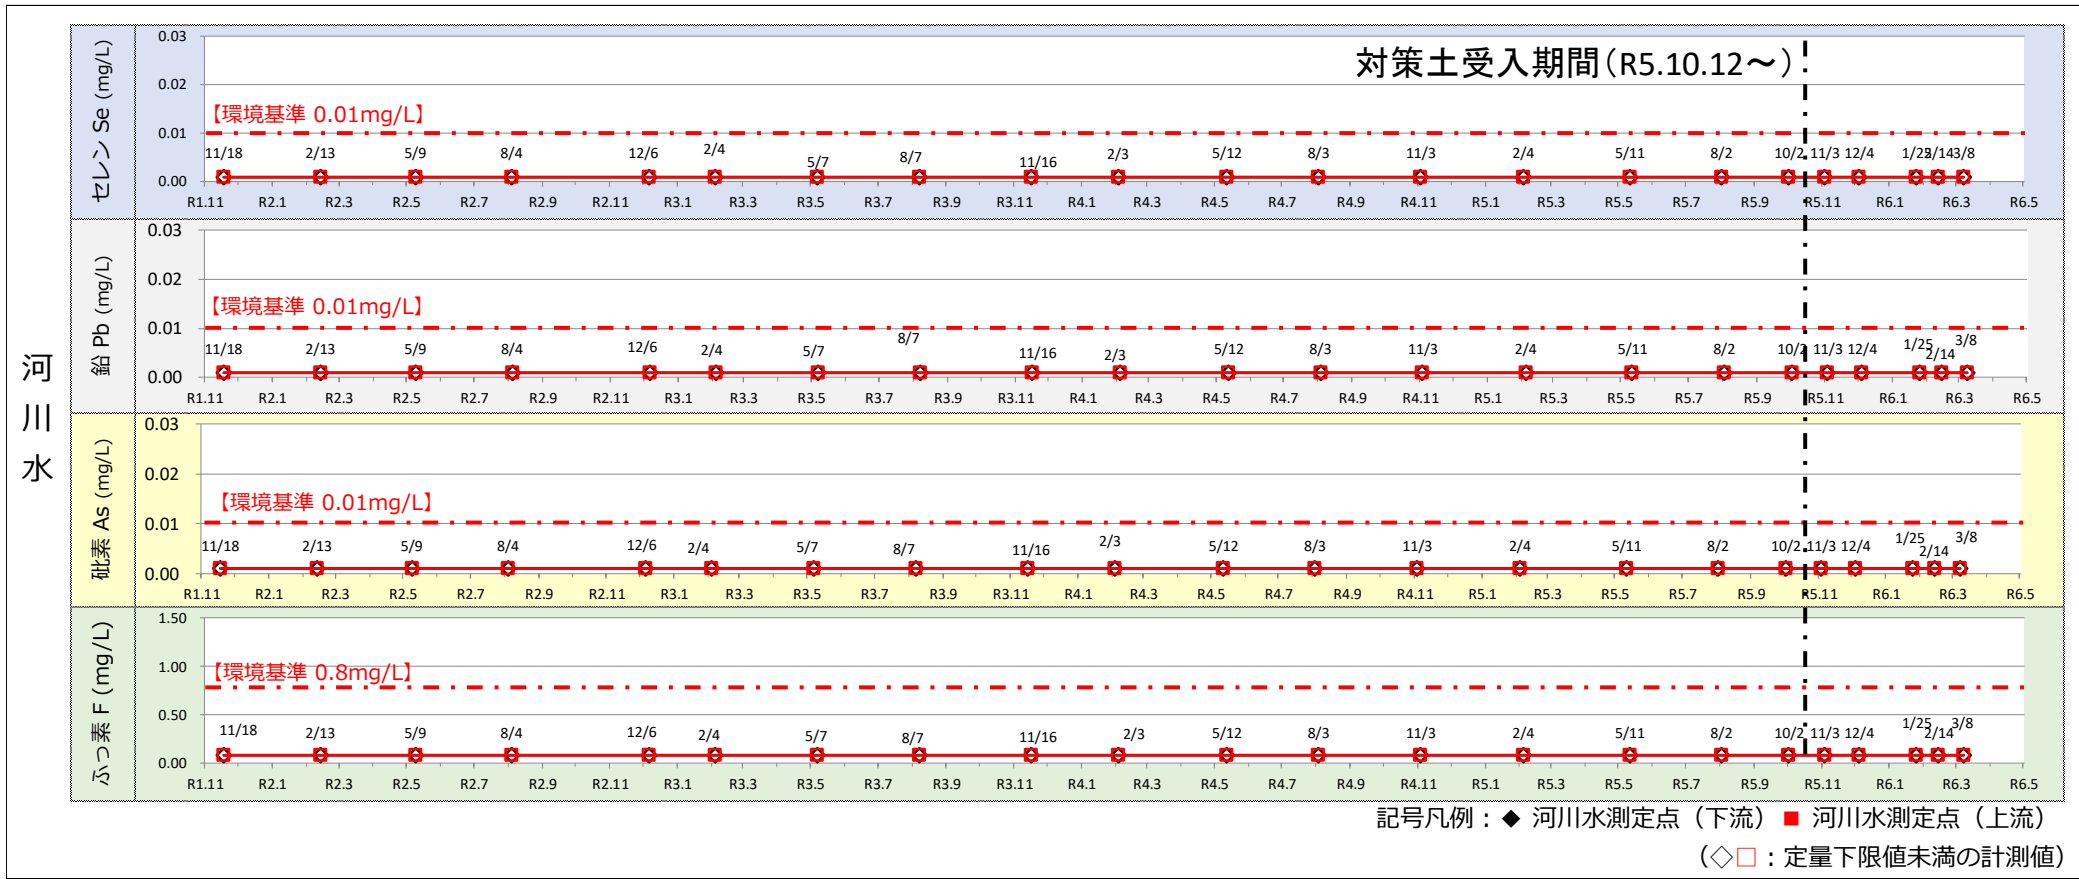 河川水
対策土受入期間(R5.10.12～)
セレン Se (mg/L)
0.03
0.02
0.01
0.00
【環境基準 0.01mg/L】
11/18 2/13 5/9 8/4 12/6 2/4 5/7 8/7 11/16 2/3 5/12 8/3 11/3 2/4 5/11 8/2 10/2 11/3 12/4 1/25 2/14 3/8
R1.11 R2.1 R2.3 R2.5 R2.7 R2.9 R2.11 R3.1 R3.3 R3.5 R3.7 R3.9 R3.11 R4.1 R4.3 R4.5 R4.7 R4.9 R4.11 R5.1 R5.3 R5.5 R5.7 R5.9 R5.11 R6.1 R6.3 R6.5
鉛 Pb (mg/L)
0.03
0.02
0.01
0.00
【環境基準 0.01mg/L】
11/18 2/13 5/9 8/4 12/6 2/4 5/7 8/7 11/16 2/3 5/12 8/3 11/3 2/4 5/11 8/2 10/2 11/3 12/4 1/25 2/14 3/8
R1.11 R2.1 R2.3 R2.5 R2.7 R2.9 R2.11 R3.1 R3.3 R3.5 R3.7 R3.9 R3.11 R4.1 R4.3 R4.5 R4.7 R4.9 R4.11 R5.1 R5.3 R5.5 R5.7 R5.9 R5.11 R6.1 R6.3 R6.5
砒素 As (mg/L)
0.03
0.02
0.01
0.00
【環境基準 0.01mg/L】
11/18 2/13 5/9 8/4 12/6 2/4 5/7 8/7 11/16 2/3 5/12 8/3 11/3 2/4 5/11 8/2 10/2 11/3 12/4 1/25 2/14 3/8
R1.11 R2.1 R2.3 R2.5 R2.7 R2.9 R2.11 R3.1 R3.3 R3.5 R3.7 R3.9 R3.11 R4.1 R4.3 R4.5 R4.7 R4.9 R4.11 R5.1 R5.3 R5.5 R5.7 R5.9 R5.11 R6.1 R6.3 R6.5
ふっ素 F (mg/L)
1.50
1.00
0.50
0.00
【環境基準 0.8mg/L】
11/18 2/13 5/9 8/4 12/6 2/4 5/7 8/7 11/16 2/3 5/12 8/3 11/3 2/4 5/11 8/2 10/2 11/3 12/4 1/25 2/14 3/8
R1.11 R2.1 R2.3 R2.5 R2.7 R2.9 R2.11 R3.1 R3.3 R3.5 R3.7 R3.9 R3.11 R4.1 R4.3 R4.5 R4.7 R4.9 R4.11 R5.1 R5.3 R5.5 R5.7 R5.9 R5.11 R6.1 R6.3 R6.5
記号凡例：◆ 河川水測定点（下流）■ 河川水測定点（上流）
（◇□：定量下限値未満の計測値）